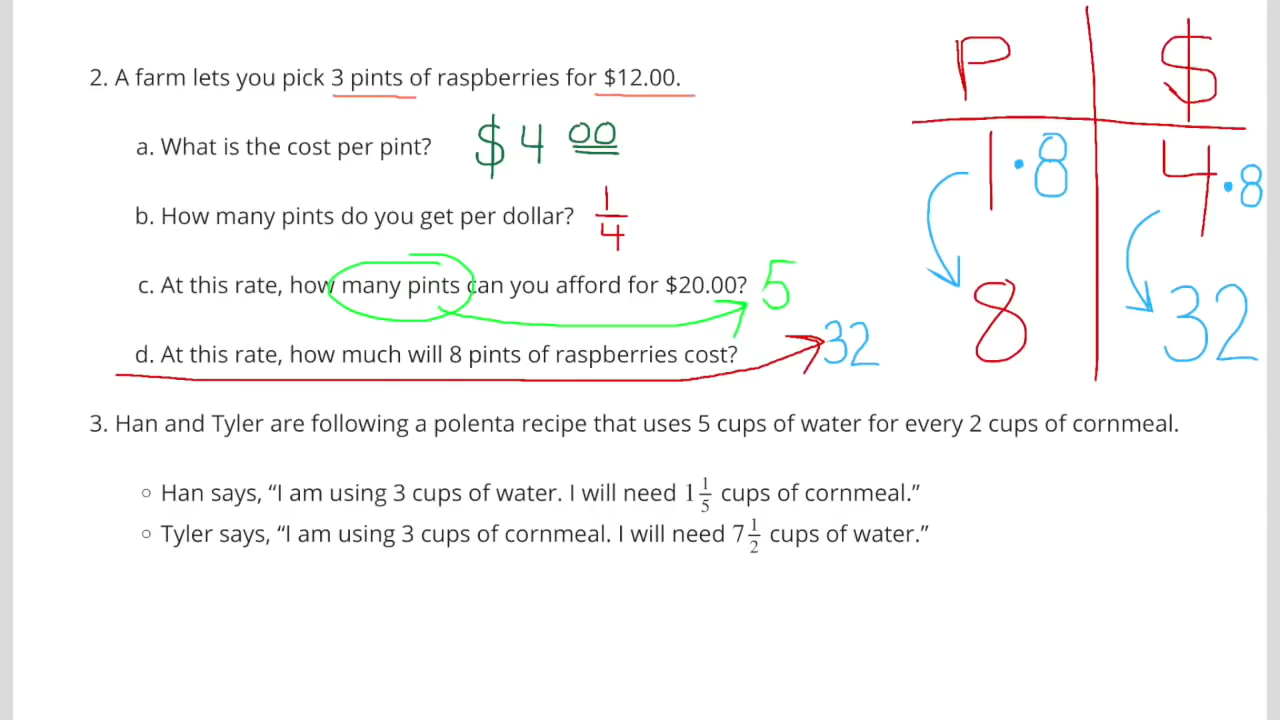 P $
2. A farm lets you pick 3 pints of raspberries for $12.00.
a. What is the cost per pint? $4 00
1 · 8 4 · 8
b. How many pints do you get per dollar? 1/4
c. At this rate, how many pints can you afford for $20.00? 5
8 32
d. At this rate, how much will 8 pints of raspberries cost? 32
3. Han and Tyler are following a polenta recipe that uses 5 cups of water for every 2 cups of cornmeal.
○ Han says, “I am using 3 cups of water. I will need 1 1/5 cups of cornmeal.”
○ Tyler says, “I am using 3 cups of cornmeal. I will need 7 1/2 cups of water.”